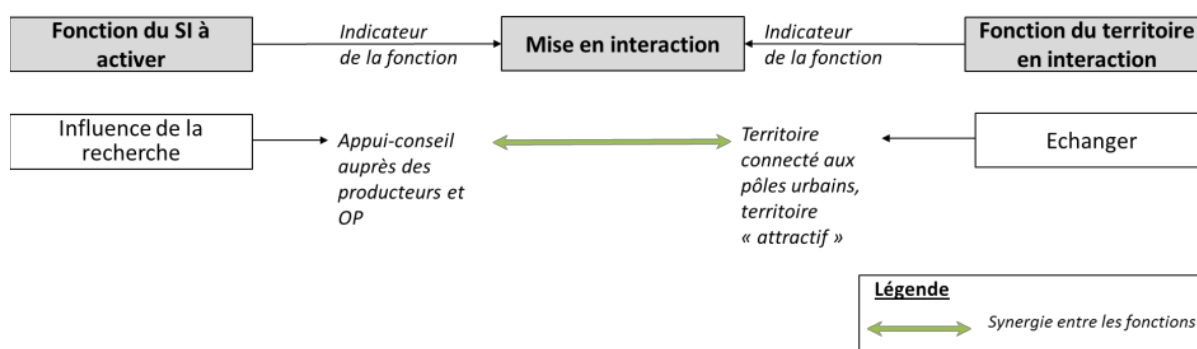 Fonction du SI à
activer
Indicateur
de la fonction
Mise en interaction
Indicateur
de la fonction
Fonction du territoire
en interaction
Influence de la
recherche
Appui-conseil
auprès des
producteurs et
OP
Territoire
connecté aux
pôles urbains,
territoire
« attractif »
Echanger
Légende
Synergie entre les fonctions